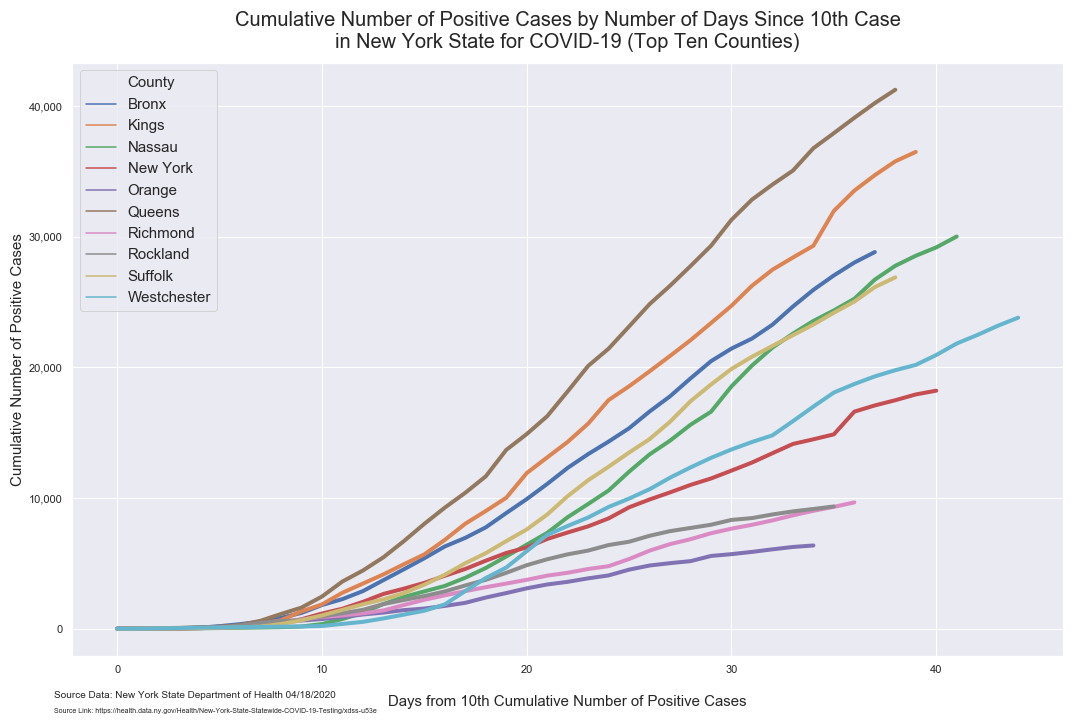 Cumulative Number of Positive Cases by Number of Days Since 10th Case
in New York State for COVID-19 (Top Ten Counties)
County
Bronx
Kings
Nassau
New York
Orange
Queens
Richmond
Rockland
Suffolk
Westchester
40,000
30,000
20,000
10,000
0
Cumulative Number of Positive Cases
0 10 20 30 40
Days from 10th Cumulative Number of Positive Cases
Source Data: New York State Department of Health 04/18/2020
Source Link: https://health.data.ny.gov/Health/New-York-State-Statewide-COVID-19-Testing/xdss-u53e